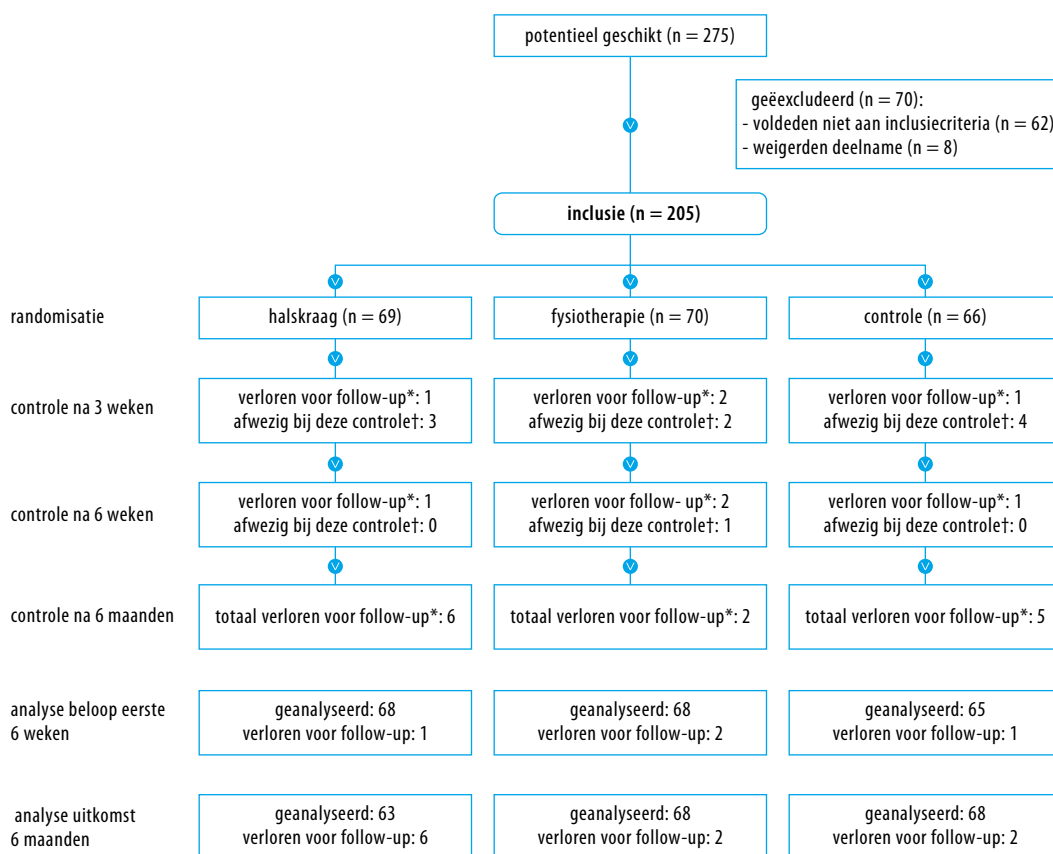 potentieel geschikt (n = 275)
geëexcludeerd (n = 70):
- voldeden niet aan inclusiecriteria (n = 62)
- weigerden deelname (n = 8)
inclusie (n = 205)
randomisatie
halskraag (n = 69)
fysiotherapie (n = 70)
controle (n = 66)
controle na 3 weken
verloren voor follow-up*: 1
afwezig bij deze controle†: 3
verloren voor follow-up*: 2
afwezig bij deze controle†: 2
verloren voor follow-up*: 1
afwezig bij deze controle†: 4
controle na 6 weken
verloren voor follow-up*: 1
afwezig bij deze controle†: 0
verloren voor follow- up*: 2
afwezig bij deze controle†: 1
verloren voor follow-up*: 1
afwezig bij deze controle†: 0
controle na 6 maanden
totaal verloren voor follow-up*: 6
totaal verloren voor follow-up*: 2
totaal verloren voor follow-up*: 5
analyse beloop eerste
6 weken
geanalyseerd: 68
verloren voor follow-up: 1
geanalyseerd: 68
verloren voor follow-up: 2
geanalyseerd: 65
verloren voor follow-up: 1
analyse uitkomst
6 maanden
geanalyseerd: 63
verloren voor follow-up: 6
geanalyseerd: 68
verloren voor follow-up: 2
geanalyseerd: 68
verloren voor follow-up: 2